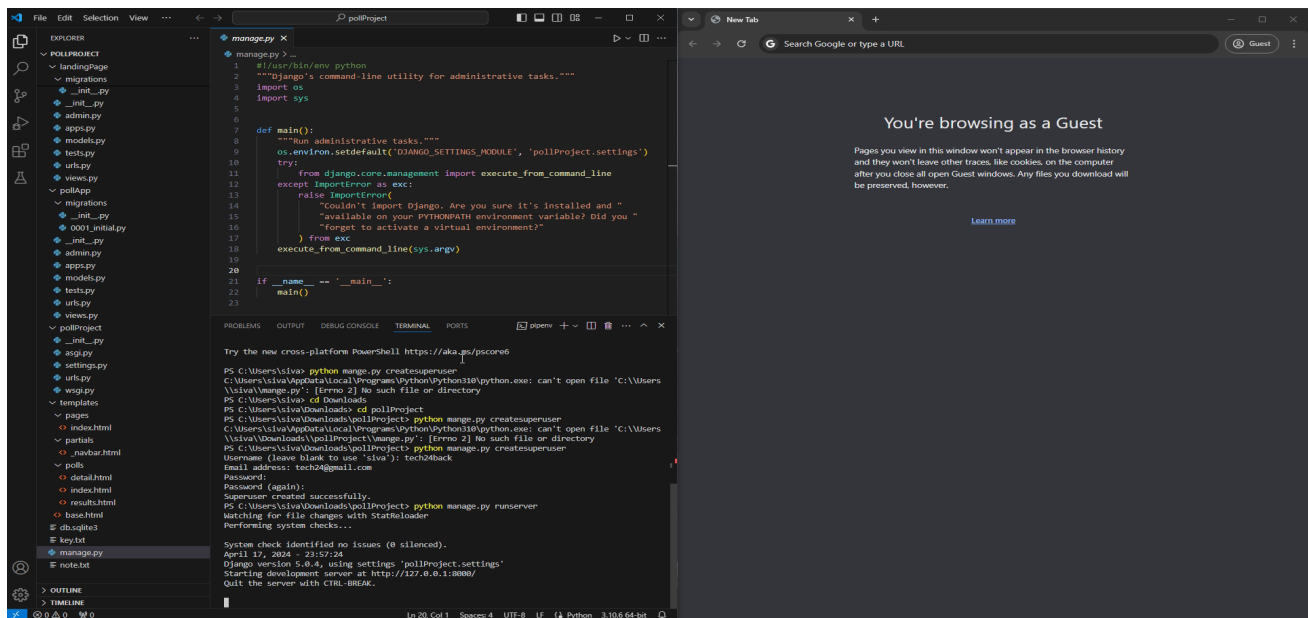 File Edit Selection View ··· pollProject
EXPLORER ···
POLLPROJECT
landingPage
migrations
__init__.py
__init__.py
admin.py
apps.py
models.py
tests.py
urls.py
views.py
pollApp
migrations
__init__.py
0001_initial.py
__init__.py
admin.py
apps.py
models.py
tests.py
urls.py
views.py
pollProject
__init__.py
asgi.py
settings.py
urls.py
wsgi.py
templates
pages
index.html
partials
_navbar.html
polls
detail.html
index.html
results.html
base.html
db.sqlite3
key.txt
manage.py
note.txt
OUTLINE
TIMELINE
manage.py
manage.py > ...
1 #!/usr/bin/env python
2 """Django's command-line utility for administrative tasks."""
3 import os
4 import sys
5
6
7 def main():
8 """Run administrative tasks."""
9 os.environ.setdefault('DJANGO_SETTINGS_MODULE', 'pollProject.settings')
10 try:
11 from django.core.management import execute_from_command_line
12 except ImportError as exc:
13 raise ImportError(
14 "Couldn't import Django. Are you sure it's installed and "
15 "available on your PYTHONPATH environment variable? Did you "
16 "forget to activate a virtual environment?"
17 ) from exc
18 execute_from_command_line(sys.argv)
19
20
21 if __name__ == '__main__':
22 main()
23
PROBLEMS OUTPUT DEBUG CONSOLE TERMINAL PORTS pipenv
Try the new cross-platform PowerShell https://aka.ms/pscore6
PS C:\Users\siva> python mange.py createsuperuser
C:\Users\siva\AppData\Local\Programs\Python\Python310\python.exe: can't open file 'C:\\Users
\\siva\\mange.py': [Errno 2] No such file or directory
PS C:\Users\siva> cd Downloads
PS C:\Users\siva\Downloads> cd pollProject
PS C:\Users\siva\Downloads\pollProject> python mange.py createsuperuser
C:\Users\siva\AppData\Local\Programs\Python\Python310\python.exe: can't open file 'C:\\Users
\\siva\\Downloads\\pollProject\\mange.py': [Errno 2] No such file or directory
PS C:\Users\siva\Downloads\pollProject> python manage.py createsuperuser
Username (leave blank to use 'siva'): tech24back
Email address: tech24@gmail.com
Password:
Password (again):
Superuser created successfully.
PS C:\Users\siva\Downloads\pollProject> python manage.py runserver
Watching for file changes with StatReloader
Performing system checks...
System check identified no issues (0 silenced).
April 17, 2024 - 23:57:24
Django version 5.0.4, using settings 'pollProject.settings'
Starting development server at http://127.0.0.1:8000/
Quit the server with CTRL-BREAK.
0 0 0 Ln 20, Col 1 Spaces: 4 UTF-8 LF Python 3.10.6 64-bit
New Tab
Search Google or type a URL
Guest
You're browsing as a Guest
Pages you view in this window won't appear in the browser history
and they won't leave other traces, like cookies, on the computer
after you close all open Guest windows. Any files you download will
be preserved, however.
Learn more